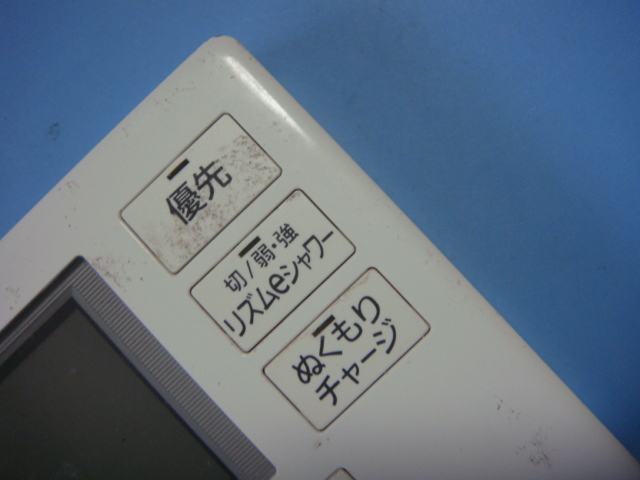 優先
切/弱・強
リズムeシャワー
ぬくもり
チャージ